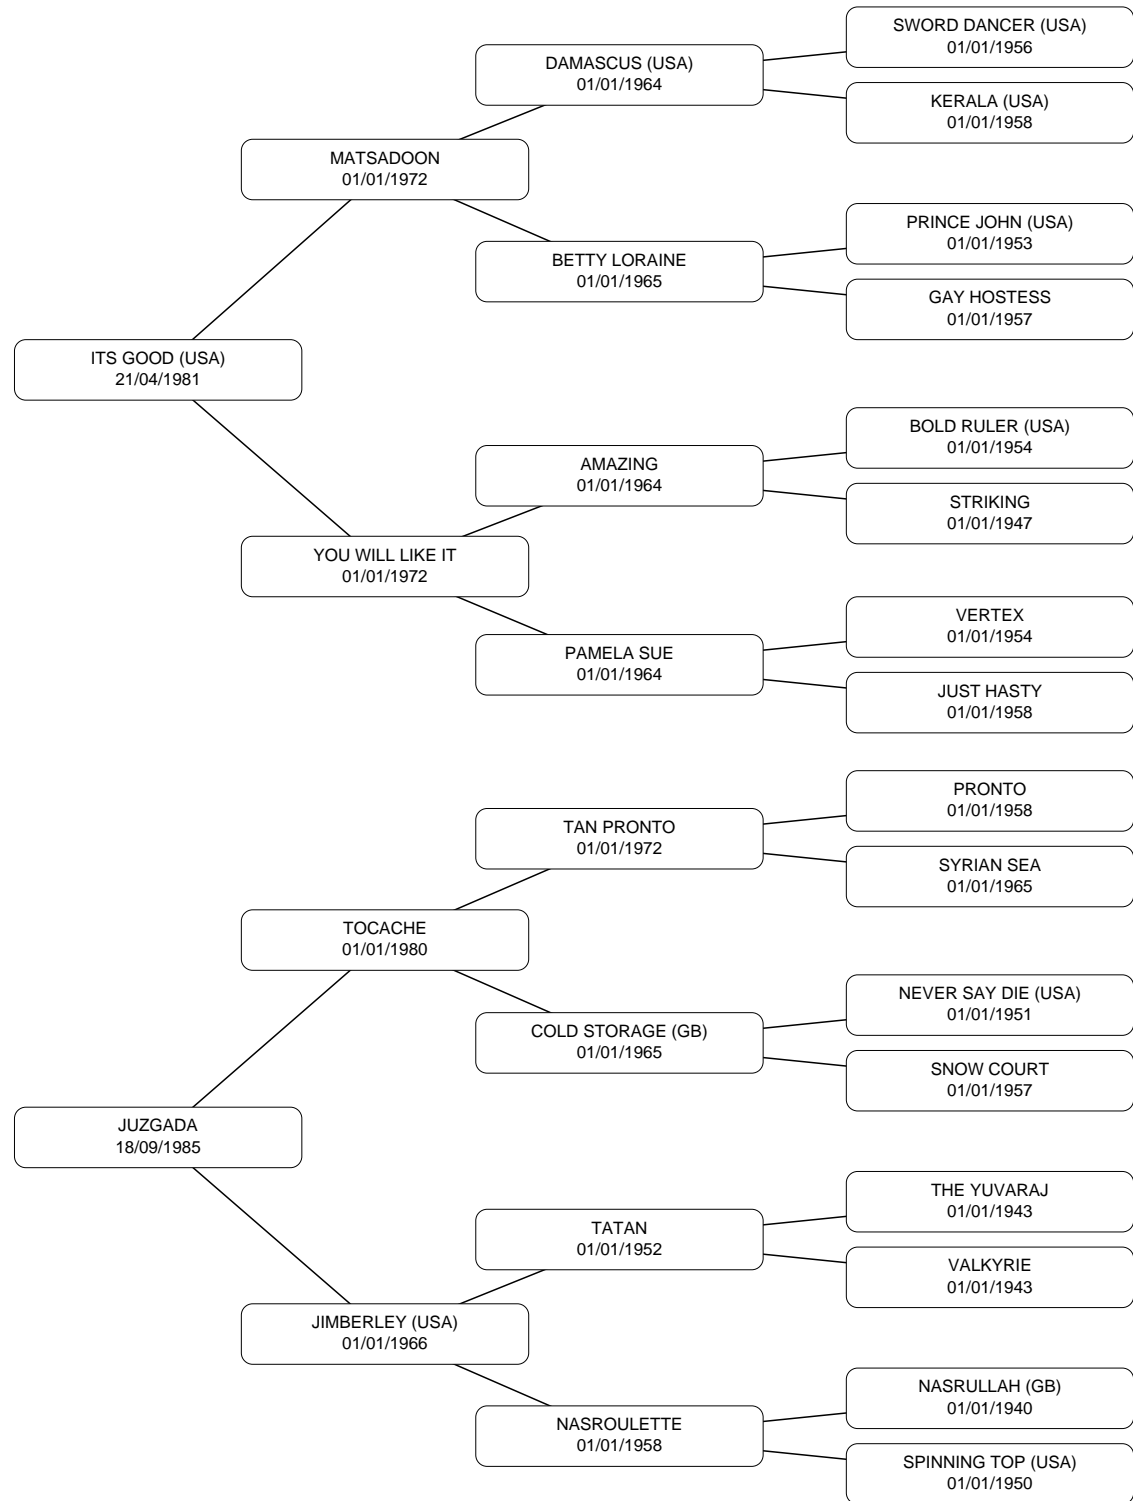 SWORD DANCER (USA)
01/01/1956
DAMASCUS (USA)
01/01/1964
KERALA (USA)
01/01/1958
MATSADOON
01/01/1972
PRINCE JOHN (USA)
01/01/1953
BETTY LORAINE
01/01/1965
GAY HOSTESS
01/01/1957
ITS GOOD (USA)
21/04/1981
BOLD RULER (USA)
01/01/1954
AMAZING
01/01/1964
STRIKING
01/01/1947
YOU WILL LIKE IT
01/01/1972
VERTEX
01/01/1954
PAMELA SUE
01/01/1964
JUST HASTY
01/01/1958
PRONTO
01/01/1958
TAN PRONTO
01/01/1972
SYRIAN SEA
01/01/1965
TOCACHE
01/01/1980
NEVER SAY DIE (USA)
01/01/1951
COLD STORAGE (GB)
01/01/1965
SNOW COURT
01/01/1957
JUZGADA
18/09/1985
THE YUVARAJ
01/01/1943
TATAN
01/01/1952
VALKYRIE
01/01/1943
JIMBERLEY (USA)
01/01/1966
NASRULLAH (GB)
01/01/1940
NASROULETTE
01/01/1958
SPINNING TOP (USA)
01/01/1950